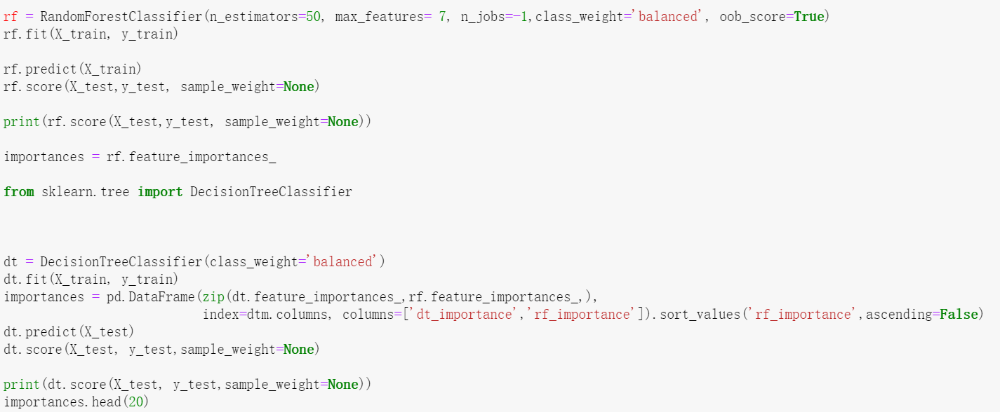 rf = RandomForestClassifier(n_estimators=50, max_features= 7, n_jobs=-1,class_weight='balanced', oob_score=True)
rf.fit(X_train, y_train)
rf.predict(X_train)
rf.score(X_test,y_test, sample_weight=None)
print(rf.score(X_test,y_test, sample_weight=None))
importances = rf.feature_importances_
from sklearn.tree import DecisionTreeClassifier
dt = DecisionTreeClassifier(class_weight='balanced')
dt.fit(X_train, y_train)
importances = pd.DataFrame(zip(dt.feature_importances_,rf.feature_importances_,),
index=dtm.columns, columns=['dt_importance','rf_importance']).sort_values('rf_importance',ascending=False)
dt.predict(X_test)
dt.score(X_test, y_test,sample_weight=None)
print(dt.score(X_test, y_test,sample_weight=None))
importances.head(20)